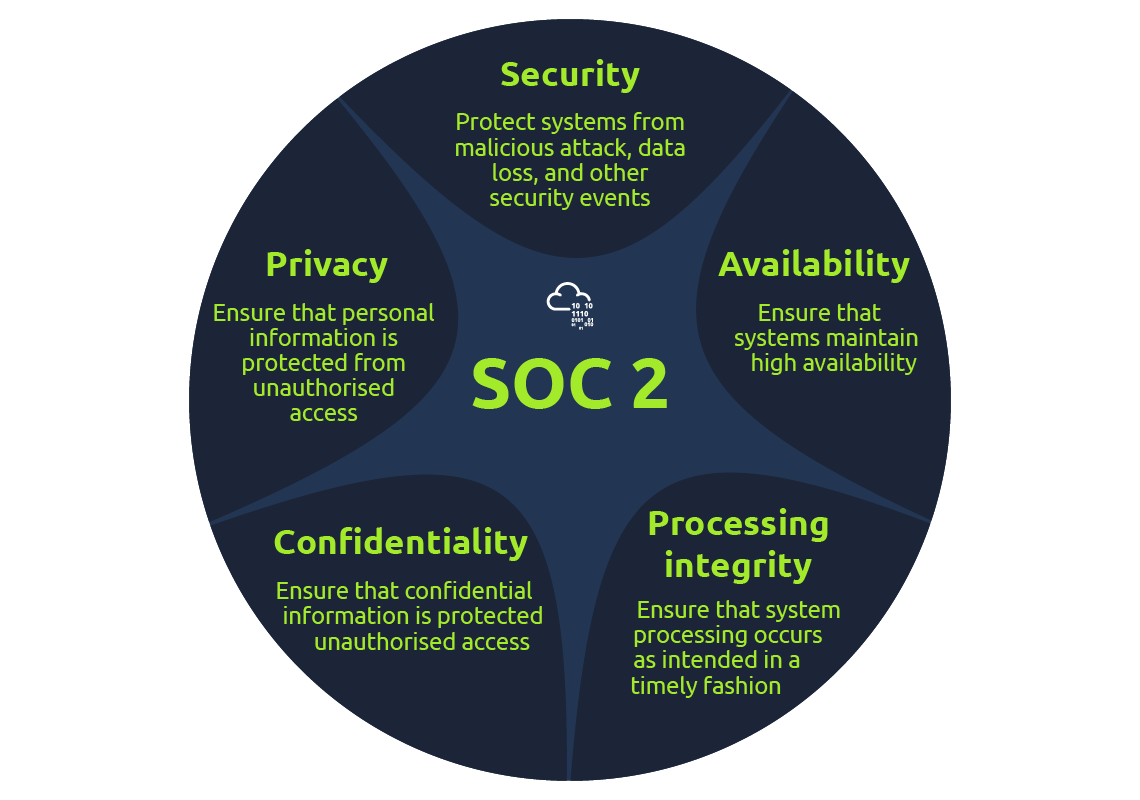 Security
Protect systems from
malicious attack, data
loss, and other
security events
Privacy
Ensure that personal
information is
protected from
unauthorised
access
Availability
Ensure that
systems maintain
high availability
10 10
1110
0101 01
01 010
01
SOC 2
Confidentiality
Ensure that confidential
information is protected
unauthorised access
Processing
integrity
Ensure that system
processing occurs
as intended in a
timely fashion